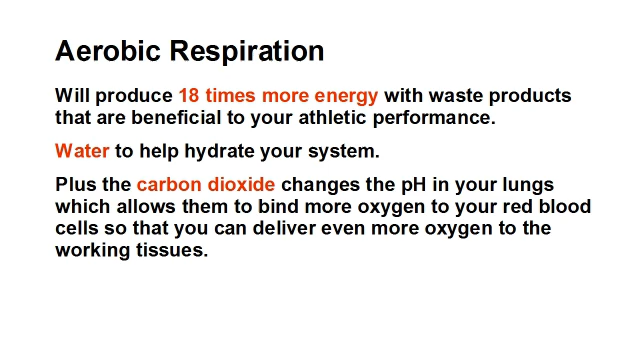 Aerobic Respiration
Will produce 18 times more energy with waste products
that are beneficial to your athletic performance.
Water to help hydrate your system.
Plus the carbon dioxide changes the pH in your lungs
which allows them to bind more oxygen to your red blood
cells so that you can deliver even more oxygen to the
working tissues.